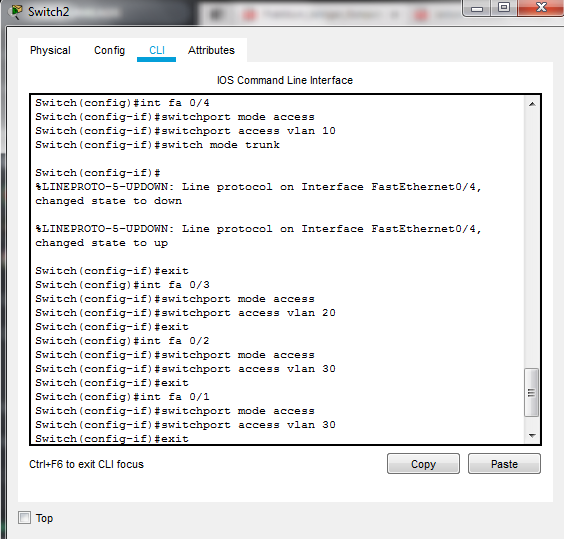 Switch2
Physical Config CLI Attributes
IOS Command Line Interface
Switch(config)#int fa 0/4
Switch(config-if)#switchport mode access
Switch(config-if)#switchport access vlan 10
Switch(config-if)#switch mode trunk
Switch(config-if)#
%LINEPROTO-5-UPDOWN: Line protocol on Interface FastEthernet0/4,
changed state to down
%LINEPROTO-5-UPDOWN: Line protocol on Interface FastEthernet0/4,
changed state to up
Switch(config-if)#exit
Switch(config)#int fa 0/3
Switch(config-if)#switchport mode access
Switch(config-if)#switchport access vlan 20
Switch(config-if)#exit
Switch(config)#int fa 0/2
Switch(config-if)#switchport mode access
Switch(config-if)#switchport access vlan 30
Switch(config-if)#exit
Switch(config)#int fa 0/1
Switch(config-if)#switchport mode access
Switch(config-if)#switchport access vlan 30
Switch(config-if)#exit
Ctrl+F6 to exit CLI focus
Copy Paste
Top